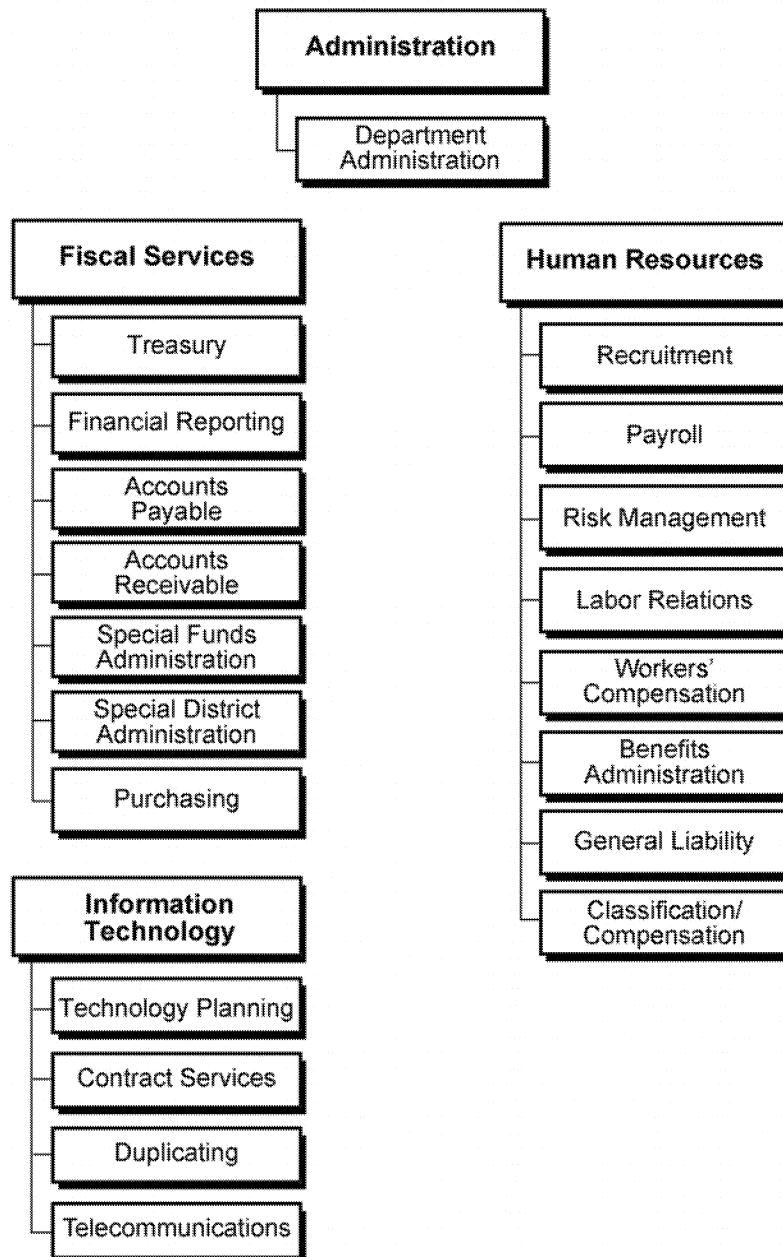 Administration
Department
Administration
Fiscal Services
Treasury
Financial Reporting
Accounts
Payable
Accounts
Receivable
Special Funds
Administration
Special District
Administration
Purchasing
Human Resources
Recruitment
Payroll
Risk Management
Labor Relations
Workers'
Compensation
Benefits
Administration
General Liability
Classification/
Compensation
Information
Technology
Technology Planning
Contract Services
Duplicating
Telecommunications